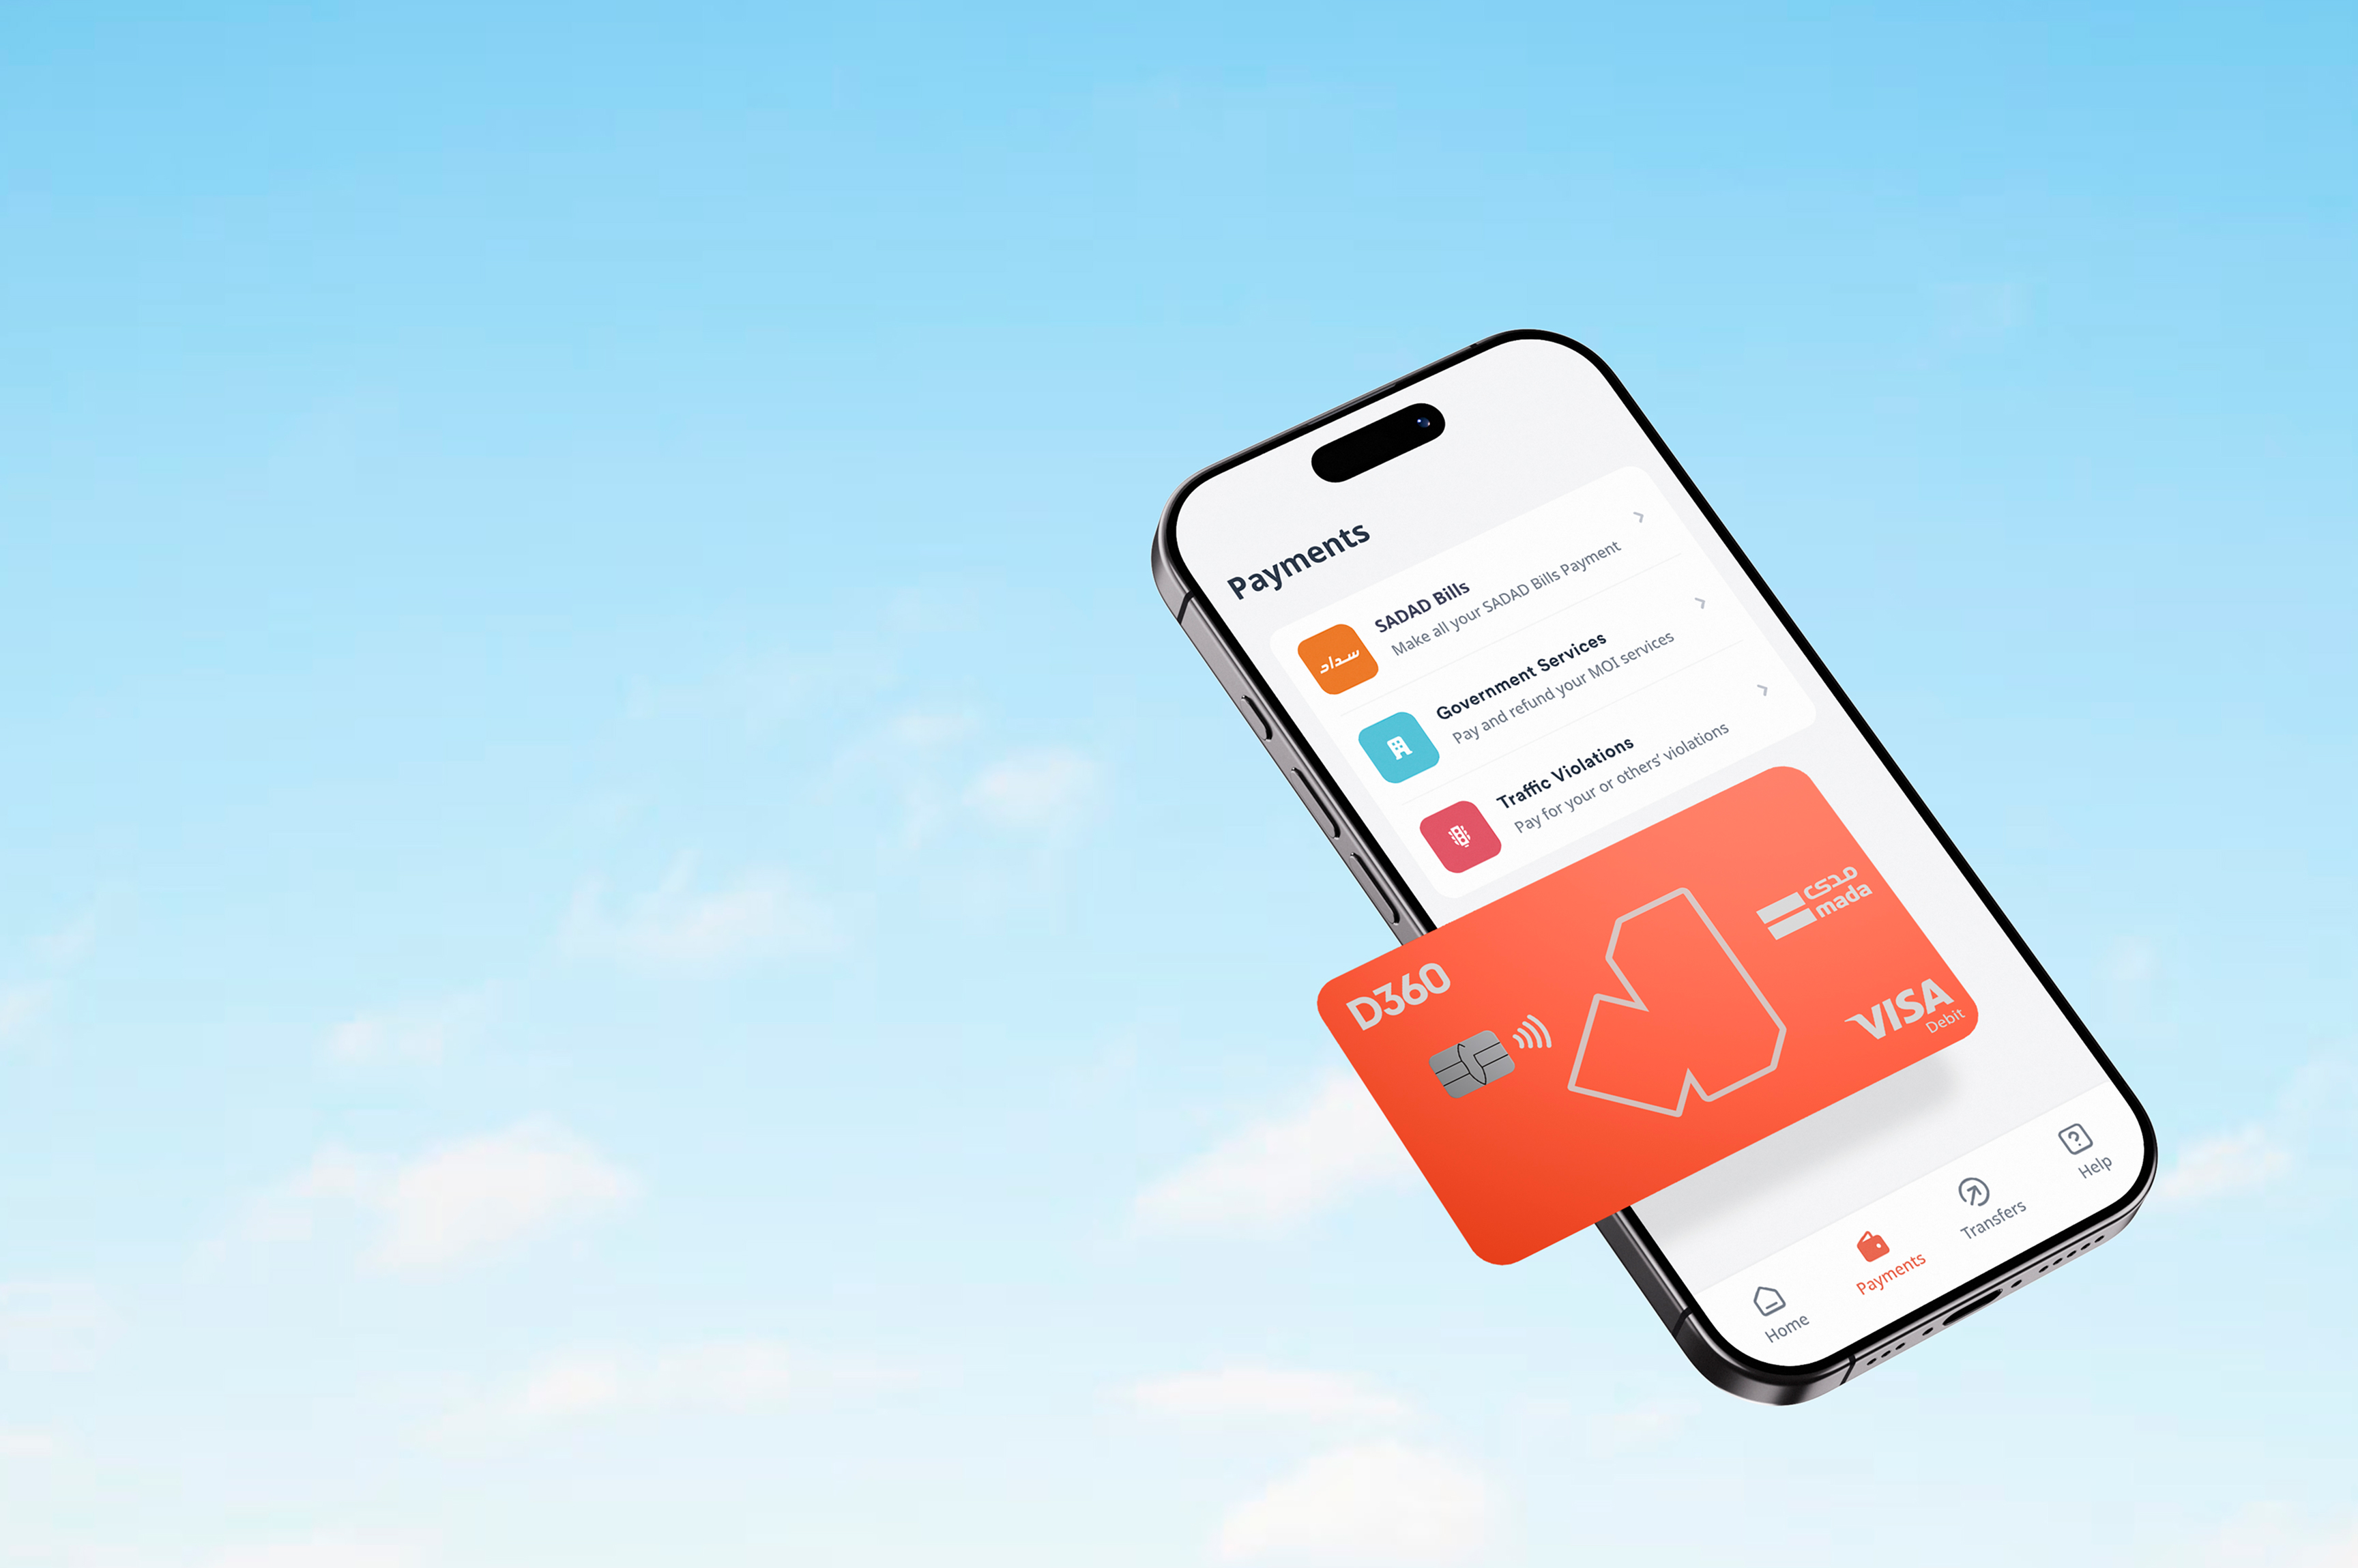 Payments
سداد
SADAD Bills
Make all your SADAD Bills Payment
Government Services
Pay and refund your MOI services
Traffic Violations
Pay for your or others' violations
D360
مدى
mada
VISA
Debit
Home
Payments
Transfers
Help